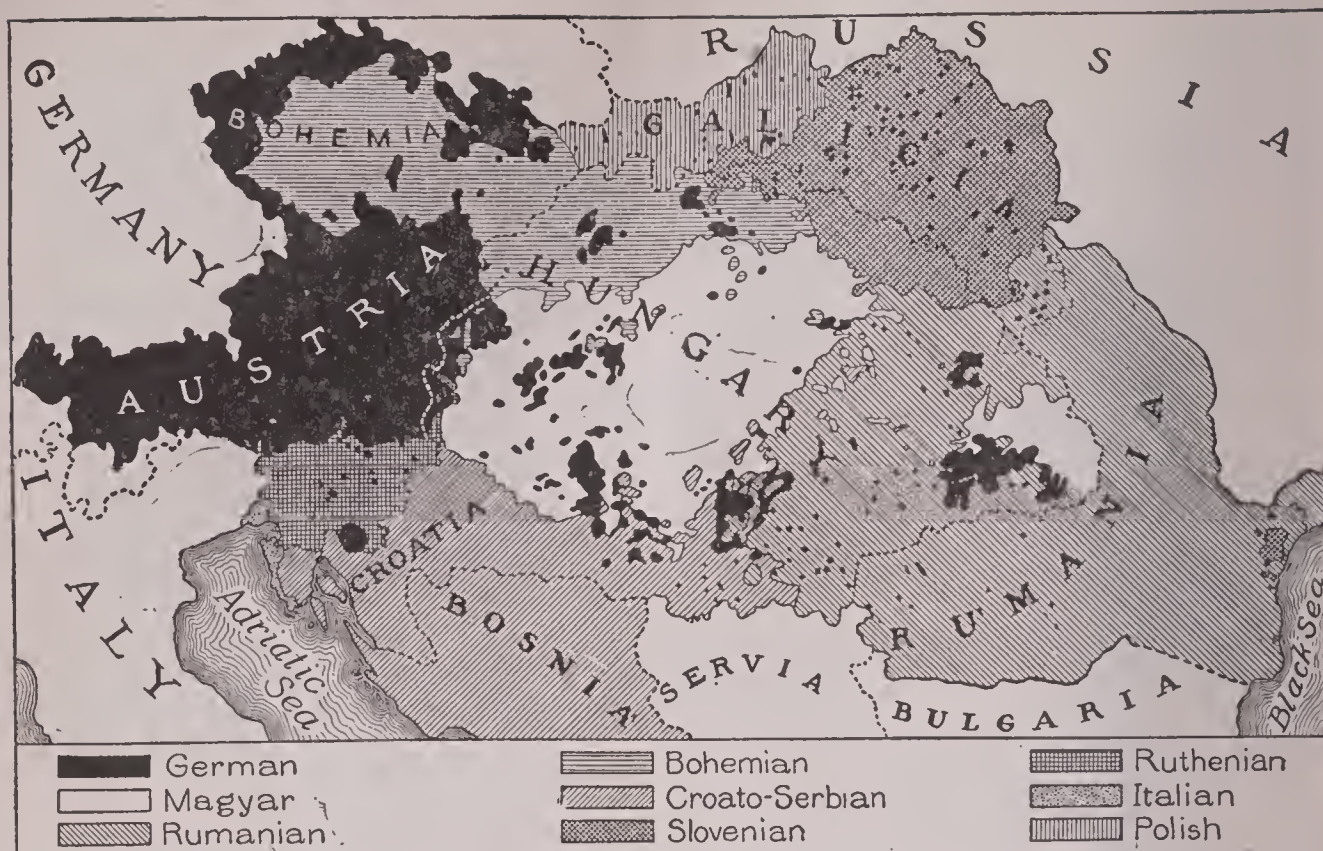 RUSSIA
GERMANY
BOHEMIA
GALICIA
HUNGARY
AUSTRIA
ITALY
CROATIA
BOSNIA
SERVIA
RUMANIA
BULGARIA
Adriatic Sea
Black Sea
German
Magyar
Rumanian
Bohemian
Croato-Serbian
Slovenian
Ruthenian
Italian
Polish